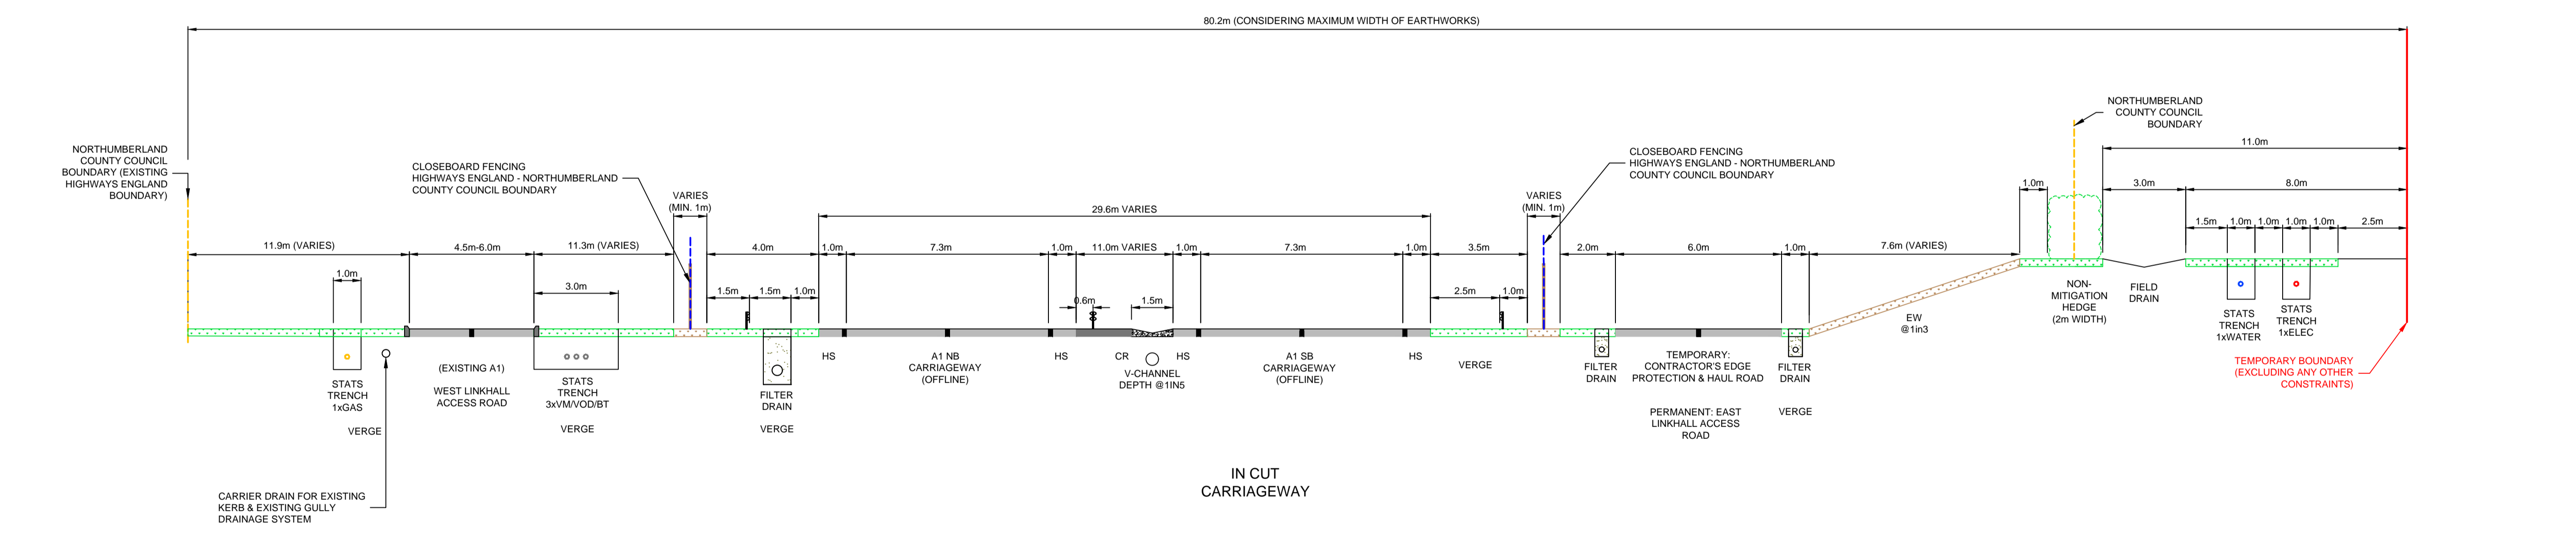 80.2m (CONSIDERING MAXIMUM WIDTH OF EARTHWORKS)
NORTHUMBERLAND
COUNTY COUNCIL
BOUNDARY (EXISTING
HIGHWAYS ENGLAND
BOUNDARY)
CLOSEBOARD FENCING
HIGHWAYS ENGLAND - NORTHUMBERLAND
COUNTY COUNCIL BOUNDARY
VARIES
(MIN. 1m)
29.6m VARIES
VARIES
(MIN. 1m)
CLOSEBOARD FENCING
HIGHWAYS ENGLAND - NORTHUMBERLAND
COUNTY COUNCIL BOUNDARY
NORTHUMBERLAND
COUNTY COUNCIL
BOUNDARY
11.0m
1.0m
3.0m
8.0m
1.5m
1.0m
1.0m
1.0m
1.0m
2.5m
11.9m (VARIES)
4.5m-6.0m
11.3m (VARIES)
4.0m
1.0m
7.3m
1.0m
11.0m VARIES
1.0m
7.3m
1.0m
3.5m
2.0m
6.0m
1.0m
7.6m (VARIES)
1.0m
3.0m
1.5m
1.5m
1.0m
0.6m
1.5m
2.5m
1.0m
STATS
TRENCH
1xGAS
VERGE
(EXISTING A1)
WEST LINKHALL
ACCESS ROAD
STATS
TRENCH
3xVM/VOD/BT
VERGE
FILTER
DRAIN
VERGE
HS
A1 NB
CARRIAGEWAY
(OFFLINE)
HS
CR
V-CHANNEL
DEPTH @1IN5
HS
A1 SB
CARRIAGEWAY
(OFFLINE)
HS
VERGE
FILTER
DRAIN
TEMPORARY:
CONTRACTOR'S EDGE
PROTECTION & HAUL ROAD
PERMANENT: EAST
LINKHALL ACCESS
ROAD
FILTER
DRAIN
VERGE
EW
@1in3
NON-
MITIGATION
HEDGE
(2m WIDTH)
FIELD
DRAIN
STATS
TRENCH
1xWATER
STATS
TRENCH
1xELEC
TEMPORARY BOUNDARY
(EXCLUDING ANY OTHER
CONSTRAINTS)
CARRIER DRAIN FOR EXISTING
KERB & EXISTING GULLY
DRAINAGE SYSTEM
IN CUT
CARRIAGEWAY